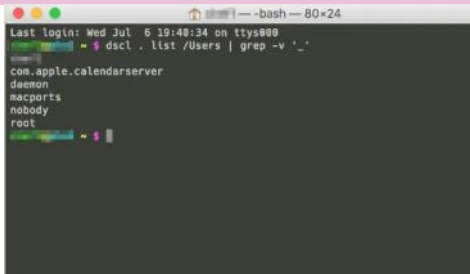 — -bash — 80×24
Last login: Wed Jul  6 19:40:34 on ttys000
~ $ dscl . list /Users | grep -v '_'
com.apple.calendarserver
daemon
macports
nobody
root
~ $